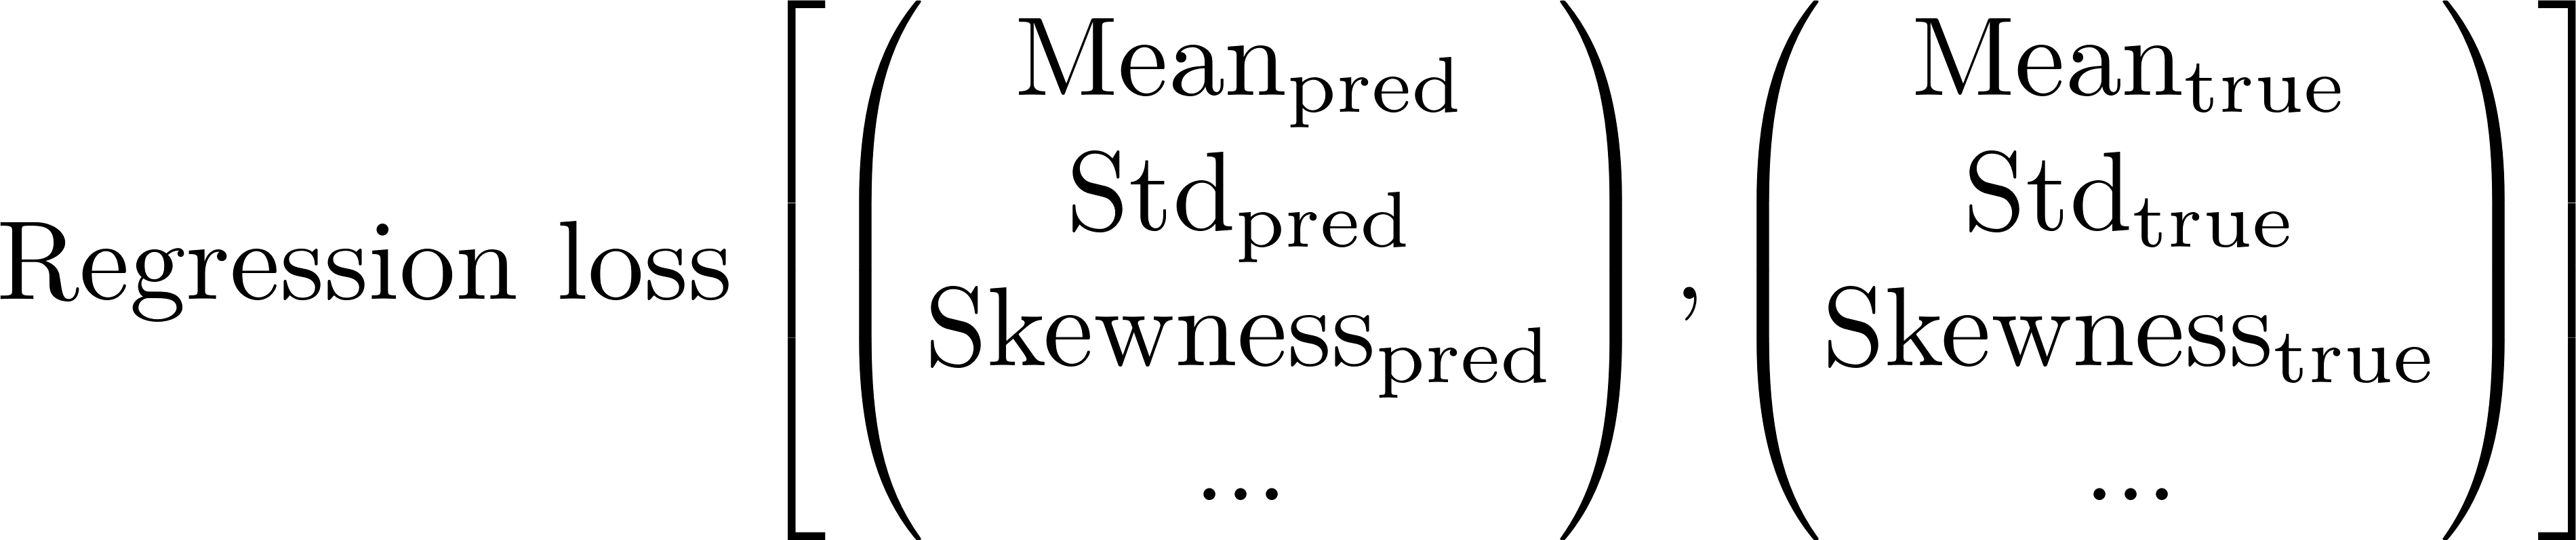 Mean_pred Mean_true
Std_pred Std_true
Regression loss [ ( Skewness_pred ) , ( Skewness_true ) ]
... ...